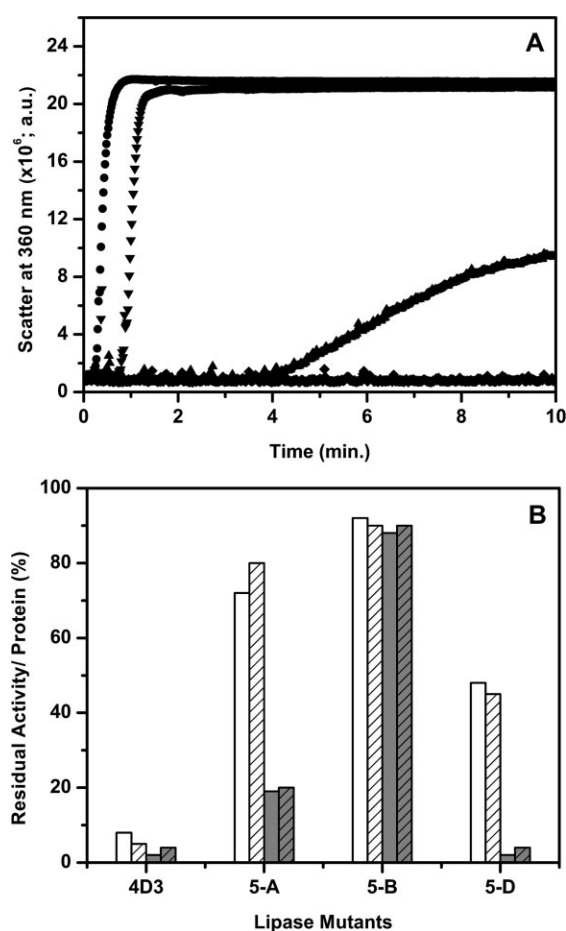 A
Scatter at 360 nm (x10⁶; a.u.)
24
20
16
12
8
4
0
0 2 4 6 8 10
Time (min.)
B
Residual Activity/ Protein (%)
100
80
60
40
20
0
4D3 5-A 5-B 5-D
Lipase Mutants